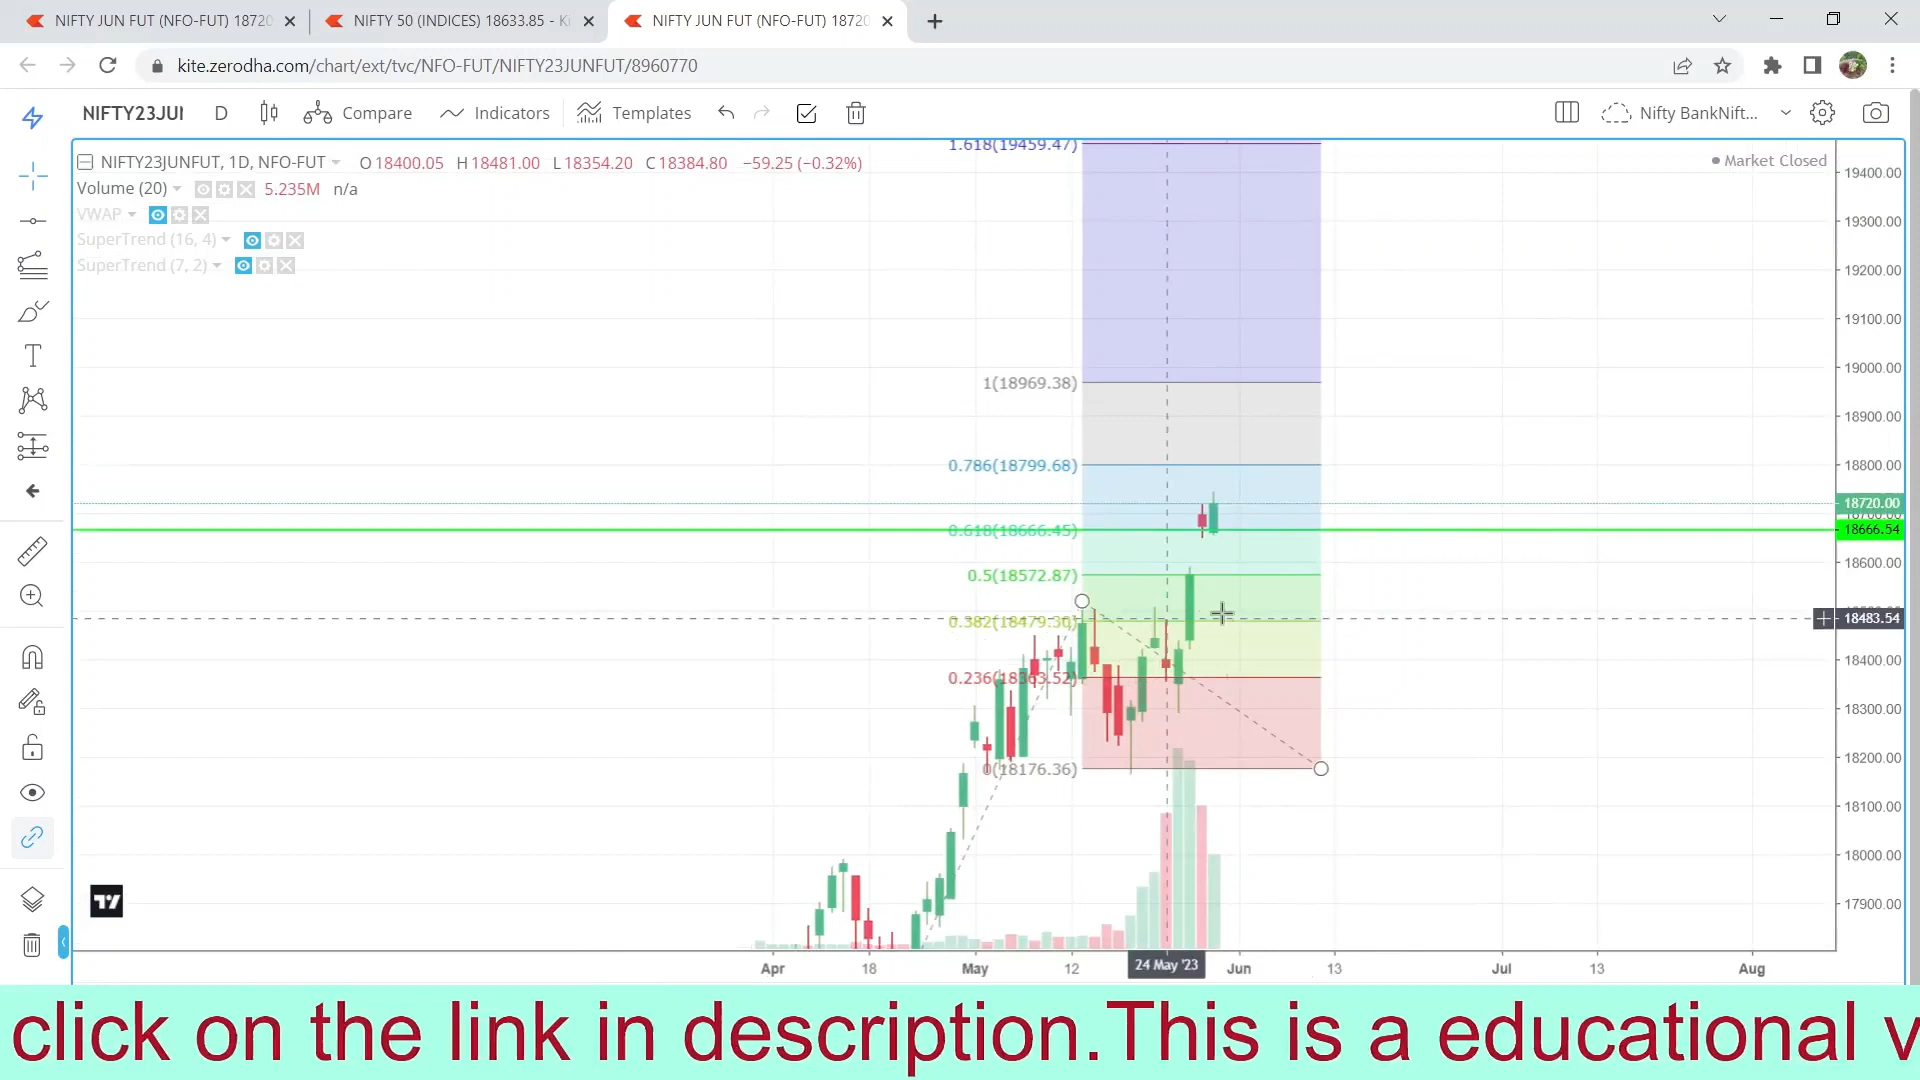 NIFTY JUN FUT (NFO-FUT) 18720
NIFTY 50 (INDICES) 18633.85 - Ki
NIFTY JUN FUT (NFO-FUT) 18720
kite.zerodha.com/chart/ext/tvc/NFO-FUT/NIFTY23JUNFUT/8960770
NIFTY23JUI
D
Compare
Indicators
Templates
Nifty BankNift...
NIFTY23JUNFUT, 1D, NFO-FUT
O 18400.05 H 18481.00 L 18354.20 C 18384.80 −59.25 (−0.32%)
Market Closed
Volume (20)
5.235M n/a
VWAP
SuperTrend (16, 4)
SuperTrend (7, 2)
1.618(19459.47)
1(18969.38)
0.786(18799.68)
0.618(18666.45)
0.5(18572.87)
0.382(18479.30)
0.236(18363.52)
0(18176.36)
19400.00
19300.00
19200.00
19100.00
19000.00
18900.00
18800.00
18720.00
18666.54
18600.00
18483.54
18400.00
18300.00
18200.00
18100.00
18000.00
17900.00
Apr
18
May
12
24 May '23
Jun
13
Jul
13
Aug
click on the link in description.This is a educational v